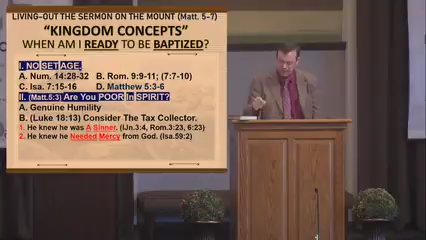 LIVING-OUT THE SERMON ON THE MOUNT (Matt. 5-7)
"KINGDOM CONCEPTS"
WHEN AM I READY TO BE BAPTIZED?
I. NO SET AGE.
A. Num. 14:28-32 B. Rom. 9:9-11; (7:7-10)
C. Isa. 7:15-16 D. Matthew 5:3-6
II. (Matt.5:3) Are You POOR In SPIRIT?
A. Genuine Humility
B. (Luke 18:13) Consider The Tax Collector.
1. He knew he was A Sinner. (IJn.3:4, Rom.3:23, 6:23)
2. He knew he Needed Mercy from God. (Isa.59:2)